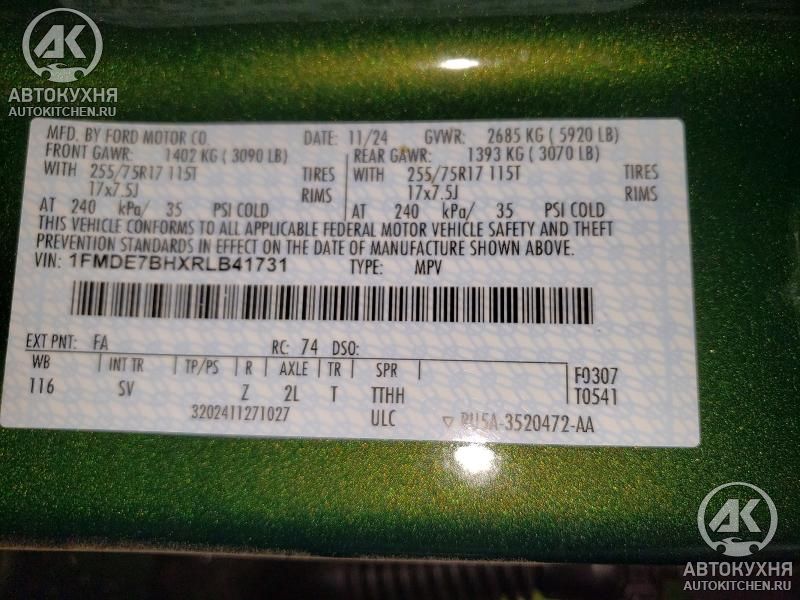 АК
АВТОКУХНЯ
AUTOKITCHEN.RU
MFD. BY FORD MOTOR CO. DATE: 11/24 GVWR: 2685 KG ( 5920 LB)
FRONT GAWR: 1402 KG ( 3090 LB) REAR GAWR: 1393 KG ( 3070 LB)
WITH 255/75R17 115T TIRES WITH 255/75R17 115T TIRES
17x7.5J RIMS 17x7.5J RIMS
AT 240 kPa/ 35 PSI COLD AT 240 kPa/ 35 PSI COLD
THIS VEHICLE CONFORMS TO ALL APPLICABLE FEDERAL MOTOR VEHICLE SAFETY AND THEFT
PREVENTION STANDARDS IN EFFECT ON THE DATE OF MANUFACTURE SHOWN ABOVE.
VIN: 1FMDE7BHXRLB41731 TYPE: MPV
EXT PNT: FA RC: 74 DSO:
WB INT TR TP/PS R AXLE TR SPR
116 SV Z 2L T TTHH
F0307
T0541
3202411271027 ULC PU5A-3520472-AA
АК
АВТОКУХНЯ
AUTOKITCHEN.RU